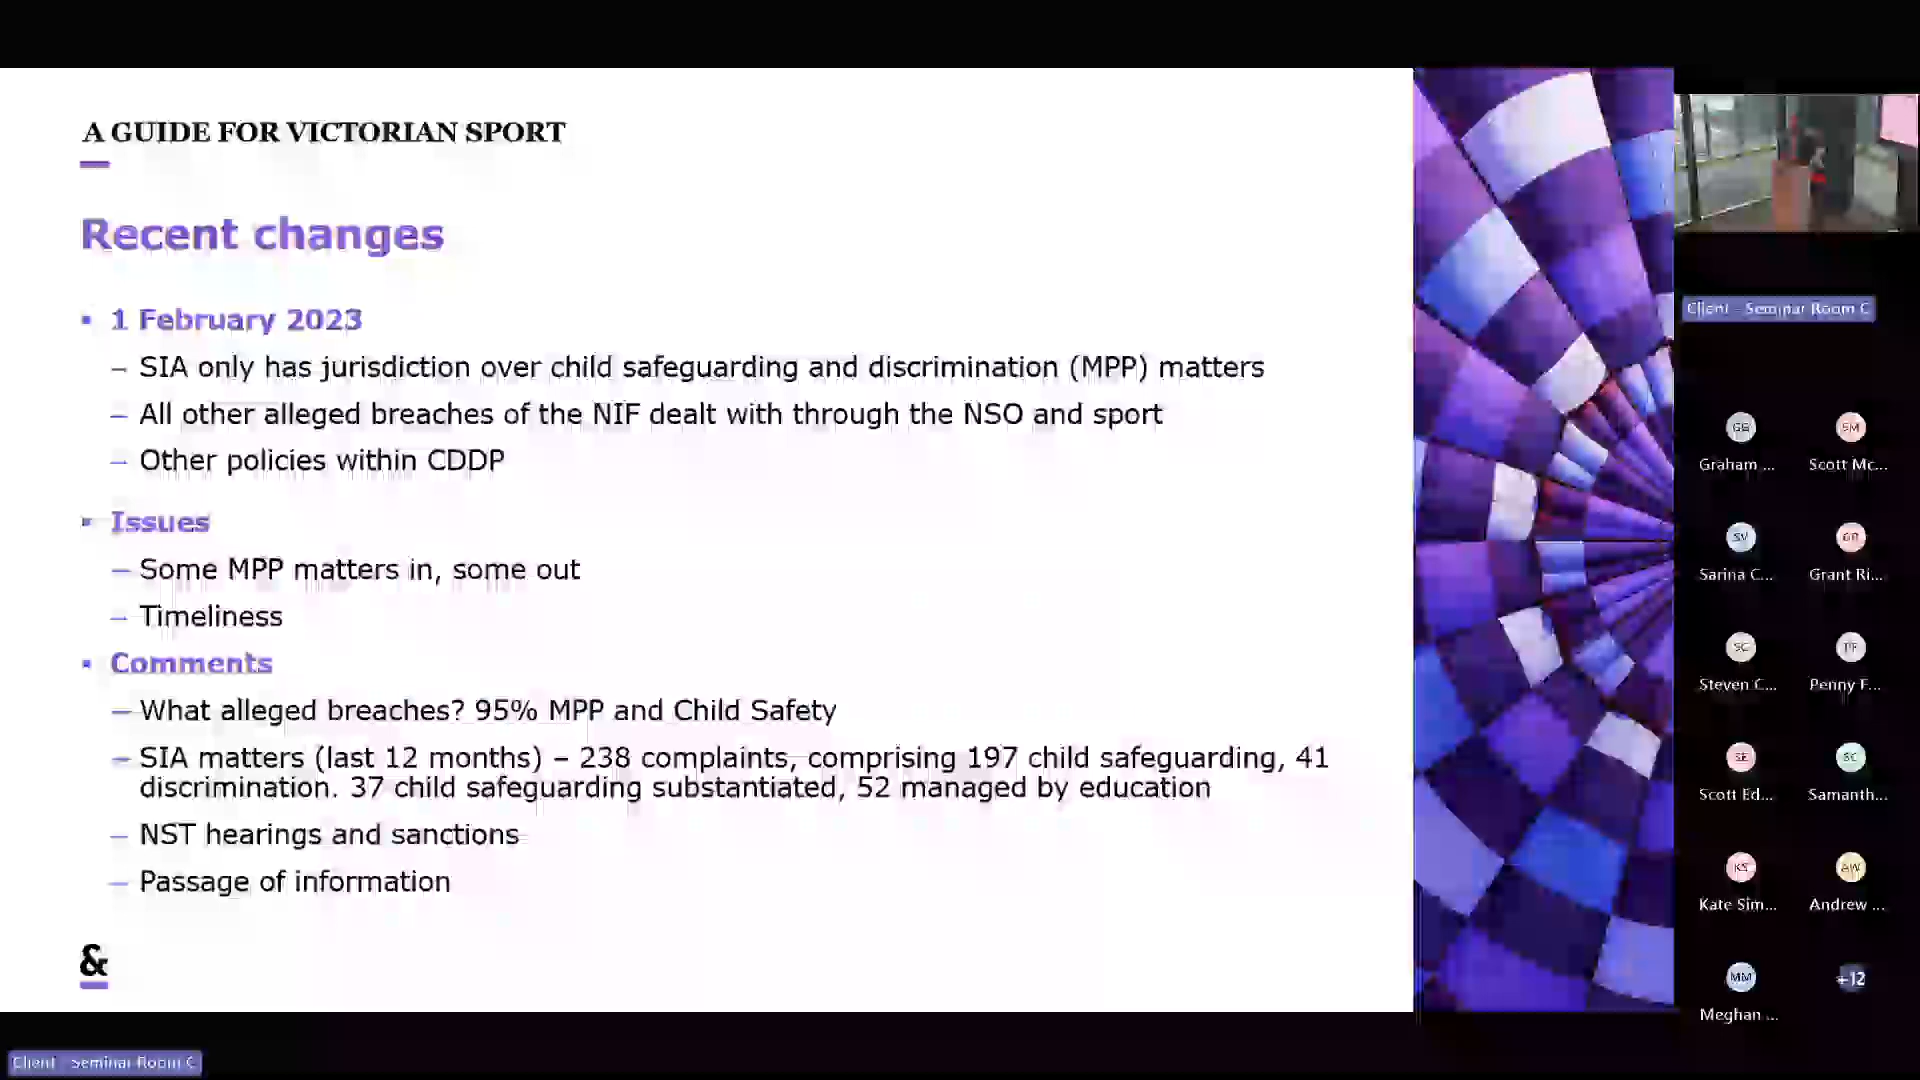 A GUIDE FOR VICTORIAN SPORT
Recent changes
▪ 1 February 2023
– SIA only has jurisdiction over child safeguarding and discrimination (MPP) matters
– All other alleged breaches of the NIF dealt with through the NSO and sport
– Other policies within CDDP
▪ Issues
– Some MPP matters in, some out
– Timeliness
▪ Comments
– What alleged breaches? 95% MPP and Child Safety
– SIA matters (last 12 months) – 238 complaints, comprising 197 child safeguarding, 41
discrimination. 37 child safeguarding substantiated, 52 managed by education
– NST hearings and sanctions
– Passage of information
&
Client - Seminar Room C
GG SM
Graham ... Scott Mc...
SV GR
Sarina C... Grant Ri...
SC PF
Steven C... Penny F...
SE SC
Scott Ed... Samanth...
KS AW
Kate Sim... Andrew ...
MM +12
Meghan ...
Client - Seminar Room C